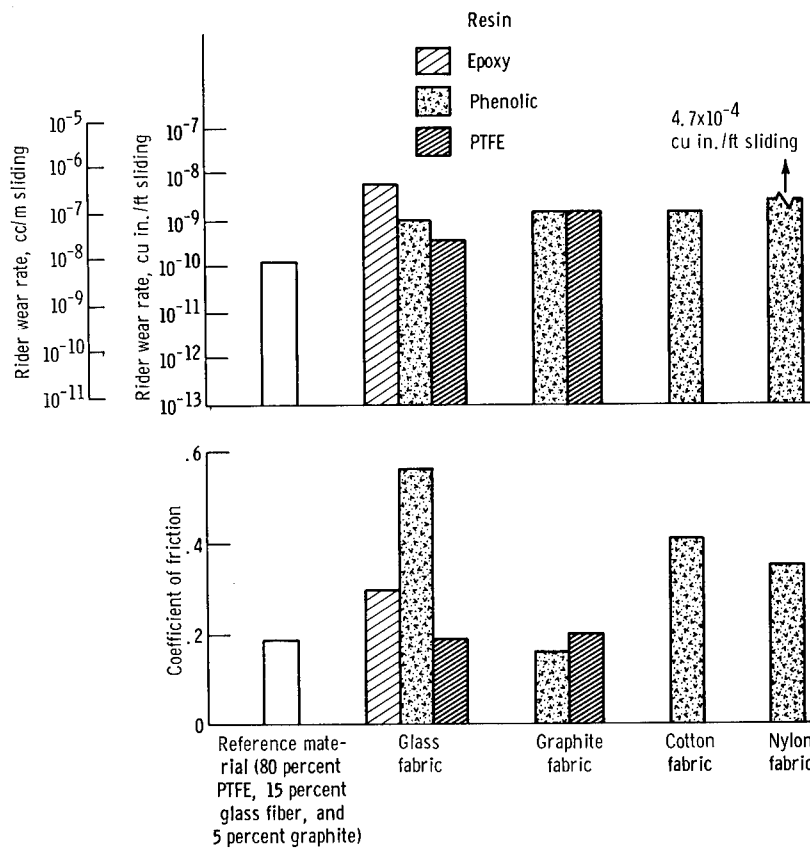 Resin
Epoxy
Phenolic
PTFE
4.7x10⁻⁴
cu in./ft sliding
Rider wear rate, cc/m sliding
10⁻⁵
10⁻⁶
10⁻⁷
10⁻⁸
10⁻⁹
10⁻¹⁰
10⁻¹¹
Rider wear rate, cu in./ft sliding
10⁻⁷
10⁻⁸
10⁻⁹
10⁻¹⁰
10⁻¹¹
10⁻¹²
10⁻¹³
Coefficient of friction
.6
.4
.2
0
Reference mate-
rial (80 percent
PTFE, 15 percent
glass fiber, and
5 percent graphite)
Glass
fabric
Graphite
fabric
Cotton
fabric
Nylon
fabric